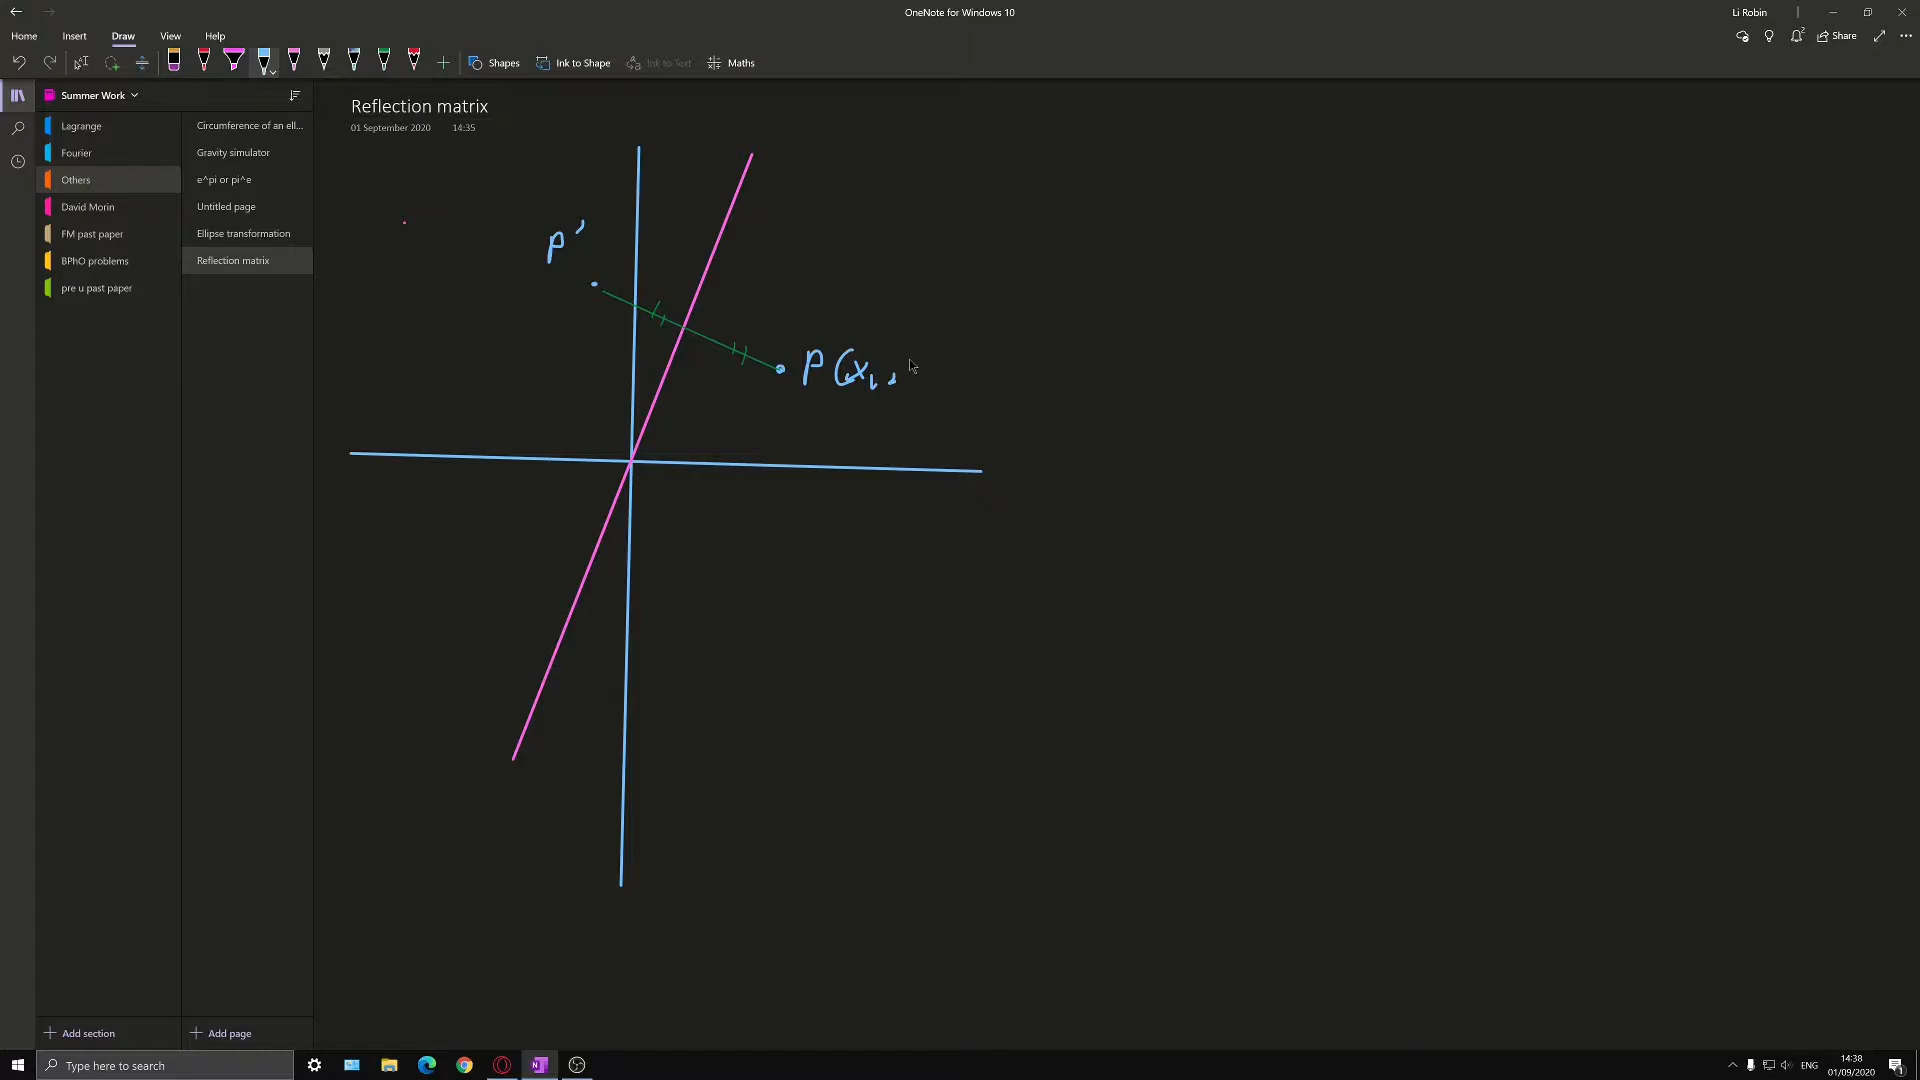 OneNote for Windows 10
Li Robin
Home Insert Draw View Help
Share
Shapes Ink to Shape Ink to Text Maths
Summer Work
Lagrange
Fourier
Others
David Morin
FM past paper
BPhO problems
pre u past paper
Circumference of an ell...
Gravity simulator
e^pi or pi^e
Untitled page
Ellipse transformation
Reflection matrix
Reflection matrix
01 September 2020 14:35
P'
P(x₁,
Add section
Add page
Type here to search
ENG
14:38
01/09/2020